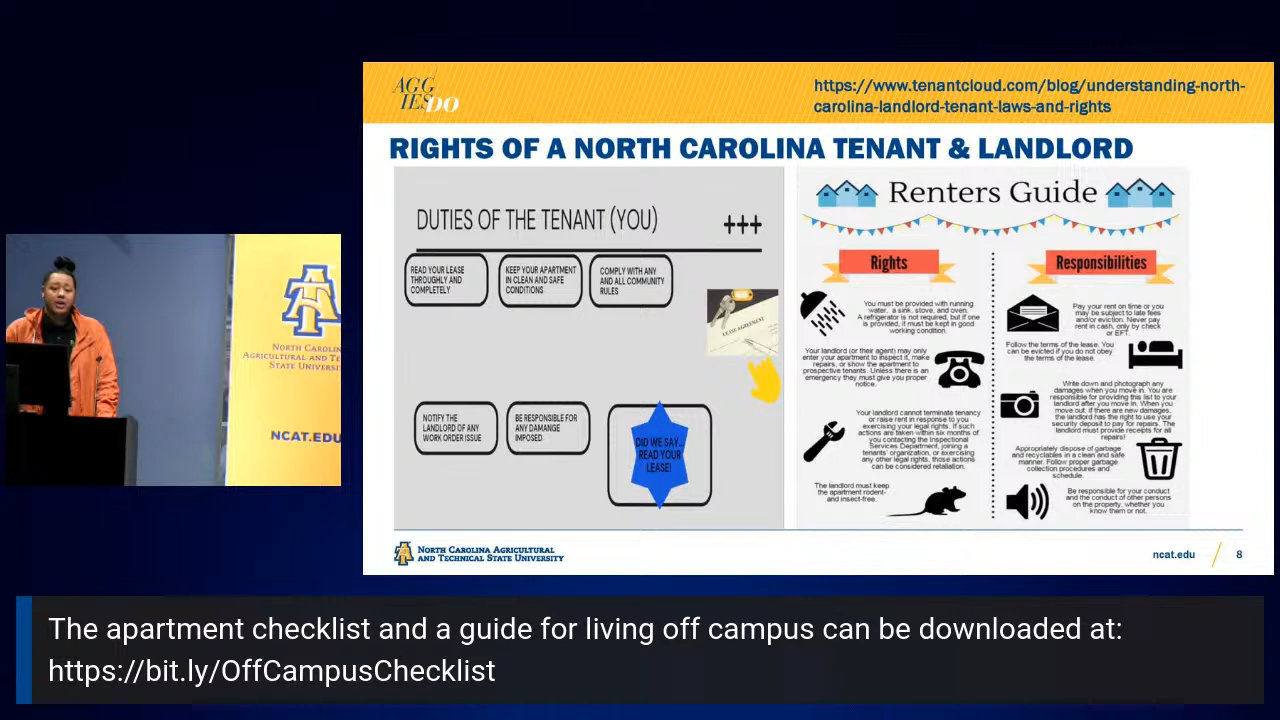 AGG
IES DO
https://www.tenantcloud.com/blog/understanding-north-
carolina-landlord-tenant-laws-and-rights
RIGHTS OF A NORTH CAROLINA TENANT & LANDLORD
DUTIES OF THE TENANT (YOU)
+++
READ YOUR LEASE
THROUGHLY AND
COMPLETELY
KEEP YOUR APARTMENT
IN CLEAN AND SAFE
CONDITIONS
COMPLY WITH ANY
AND ALL COMMUNITY
RULES
LEASE AGREEMENT
NOTIFY THE
LANDLORD OF ANY
WORK ORDER ISSUE
BE RESPONSIBLE FOR
ANY DAMANGE
IMPOSED
DID WE SAY...
READ YOUR
LEASE!
Renters Guide
Rights
You must be provided with running
water, a sink, stove, and oven.
A refrigerator is not required, but if one
is provided, it must be kept in good
working condition.
Your landlord (or their agent) may only
enter your apartment to inspect it, make
repairs, or show the apartment to
prospective tenants. Unless there is an
emergency they must give you proper
notice.
Your landlord cannot terminate tenancy
or raise rent in response to you
exercising your legal rights. If such
actions are taken within six months of
you contacting the Inspectional
Services Department, joining a
tenants' organization, or exercising
any other legal rights, those actions
can be considered retaliation.
The landlord must keep
the apartment rodent-
and insect-free.
Responsibilities
Pay your rent on time or you
may be subject to late fees
and/or eviction. Never pay
rent in cash, only by check
or EFT.
Follow the terms of the lease. You
can be evicted if you do not obey
the terms of the lease.
Write down and photograph any
damages when you move in. You are
responsible for providing this list to your
landlord after you move in. When you
move out, if there are new damages,
the landlord has the right to use your
security deposit to pay for repairs. The
landlord must provide receipts for all
repairs!
Appropriately dispose of garbage
and recyclables in a clean and safe
manner. Follow proper garbage
collection procedures and
schedule.
Be responsible for your conduct
and the conduct of other persons
on the property, whether you
know them or not.
NORTH CAROLINA AGRICULTURAL
AND TECHNICAL STATE UNIVERSITY
ncat.edu
8
NORTH CAROLIN
AGRICULTURAL AND TE
STATE UNIVERSIT
NCAT.EDU
The apartment checklist and a guide for living off campus can be downloaded at:
https://bit.ly/OffCampusChecklist